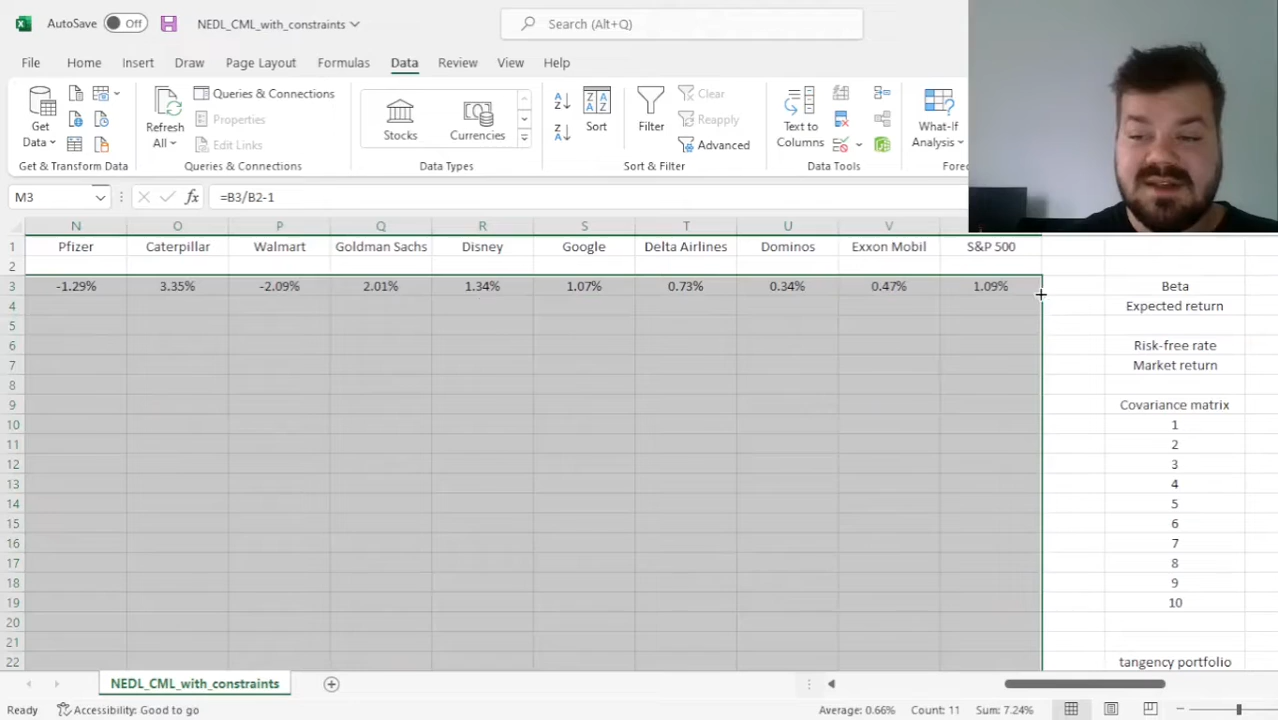 AutoSave Off NEDL_CML_with_constraints Search (Alt+Q)
File Home Insert Draw Page Layout Formulas Data Review View Help
Get Data
Refresh All
Queries & Connections
Properties
Edit Links
Stocks
Currencies
Sort
Filter
Clear
Reapply
Advanced
Text to Columns
What-If Analysis
Get & Transform Data Queries & Connections Data Types Sort & Filter Data Tools Forec
M3 fx =B3/B2-1
N O P Q R S T U V
1 Pfizer Caterpillar Walmart Goldman Sachs Disney Google Delta Airlines Dominos Exxon Mobil S&P 500
2
3 -1.29% 3.35% -2.09% 2.01% 1.34% 1.07% 0.73% 0.34% 0.47% 1.09% Beta
4 Expected return
5
6 Risk-free rate
7 Market return
8
9 Covariance matrix
10 1
11 2
12 3
13 4
14 5
15 6
16 7
17 8
18 9
19 10
20
21
22 tangency portfolio
NEDL_CML_with_constraints
Ready Accessibility: Good to go Average: 0.66% Count: 11 Sum: 7.24%